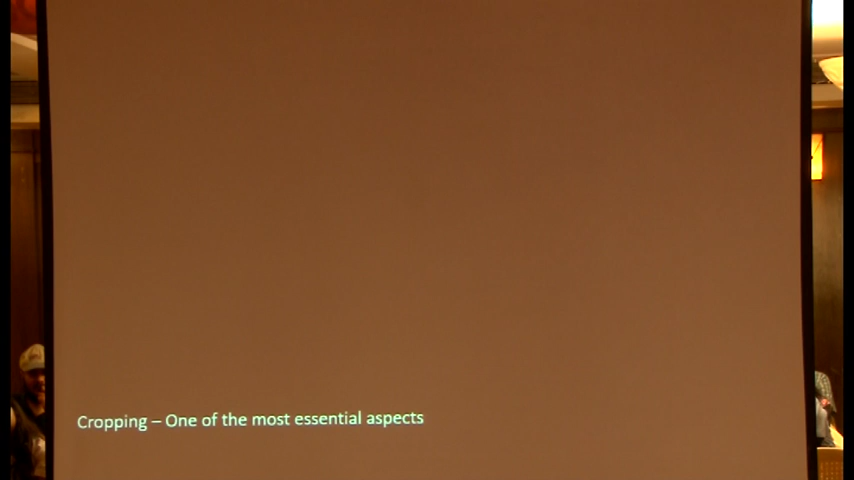 Cropping – One of the most essential aspects